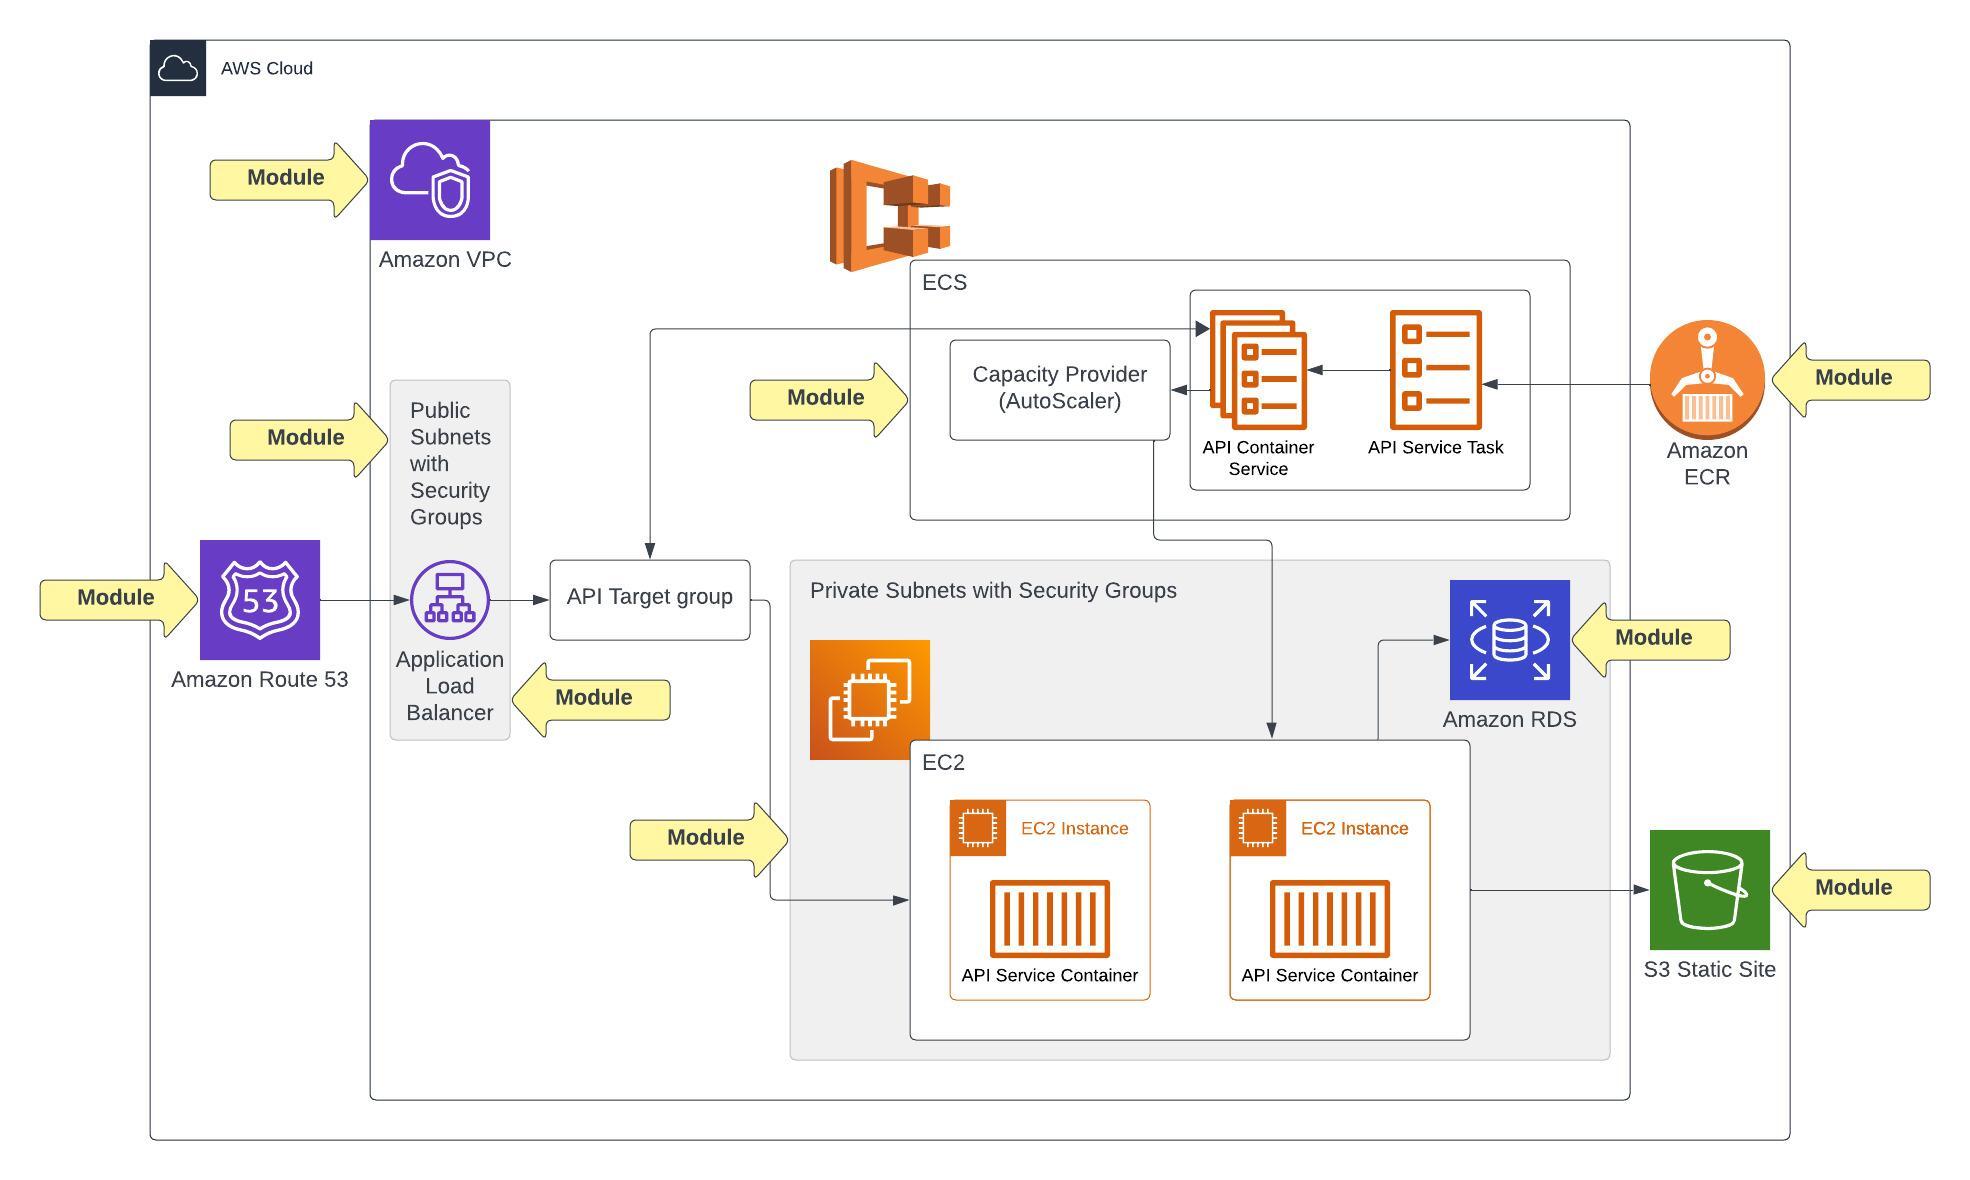 AWS Cloud
Module
Amazon VPC
ECS
Module
Capacity Provider
(AutoScaler)
API Container
Service
API Service Task
Module
Amazon
ECR
Module
Public
Subnets
with
Security
Groups
Module
53
Amazon Route 53
Application
Load
Balancer
Module
API Target group
Private Subnets with Security Groups
Module
Amazon RDS
EC2
Module
EC2 Instance
API Service Container
EC2 Instance
API Service Container
Module
S3 Static Site